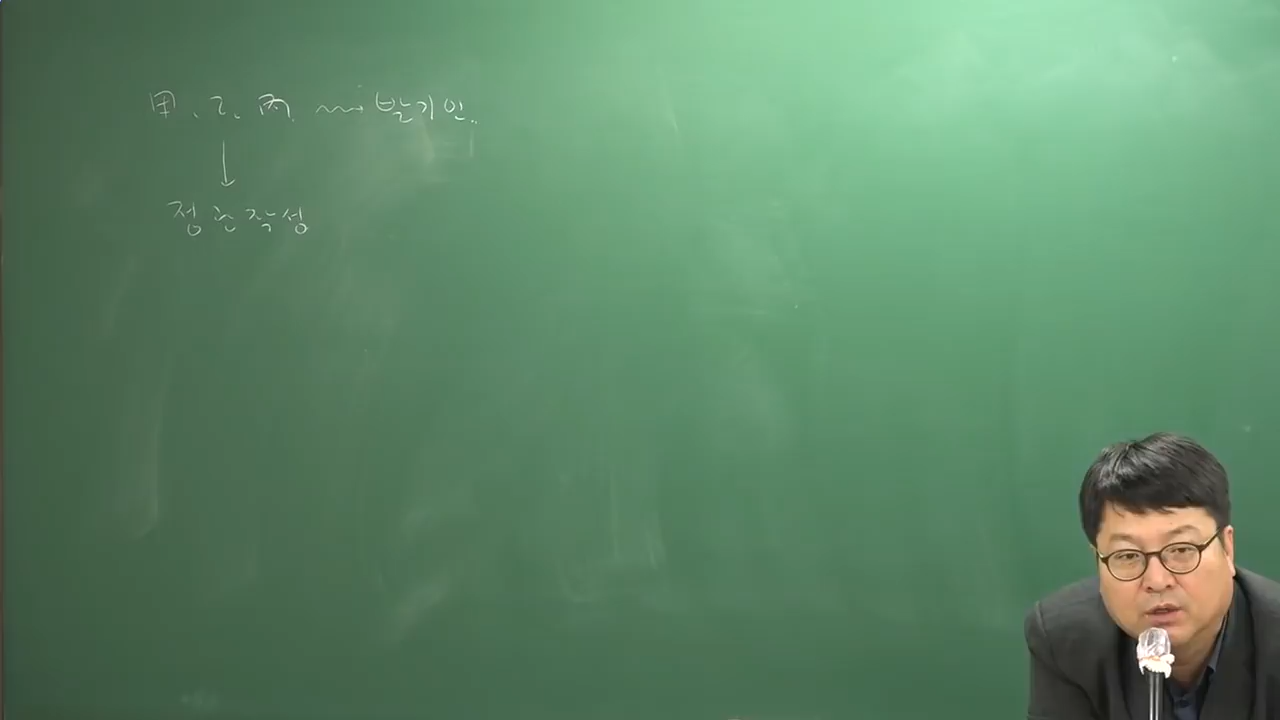 甲, 乙, 丙 → 발기인..
↓
정관작성